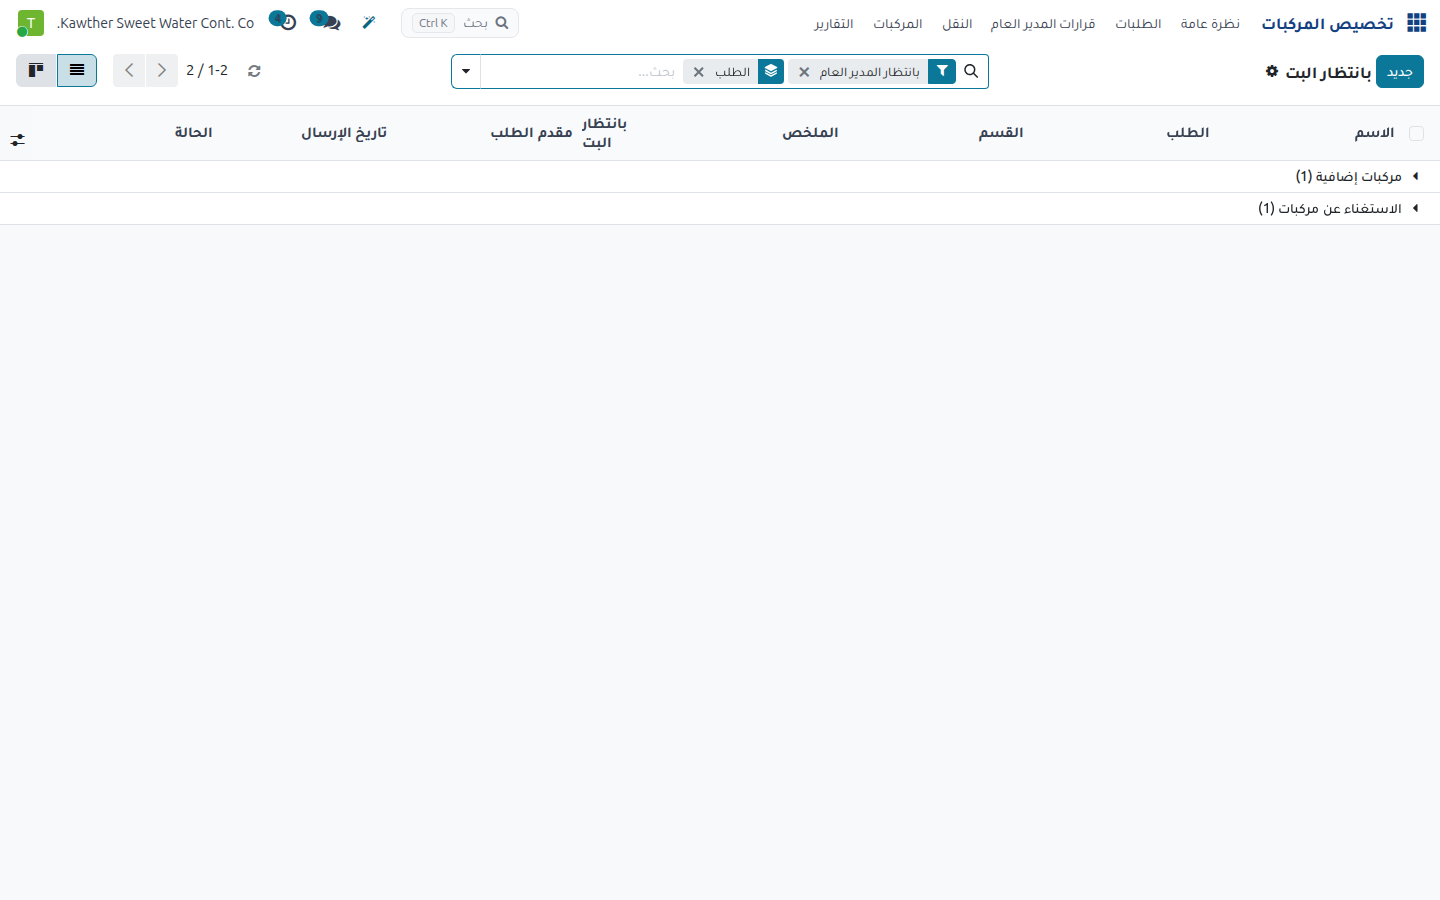 تخصيص المركبات
نظرة عامة
الطلبات
قرارات المدير العام
النقل
المركبات
التقارير
بحث
Ctrl K
9
4
Kawther Sweet Water Cont. Co.
T
جديد
بانتظار البت
بانتظار المدير العام
الطلب
بحث...
1-2 / 2
الاسم
الطلب
القسم
الملخص
بانتظار
البت
مقدم الطلب
تاريخ الإرسال
الحالة
مركبات إضافية (1)
الاستغناء عن مركبات (1)